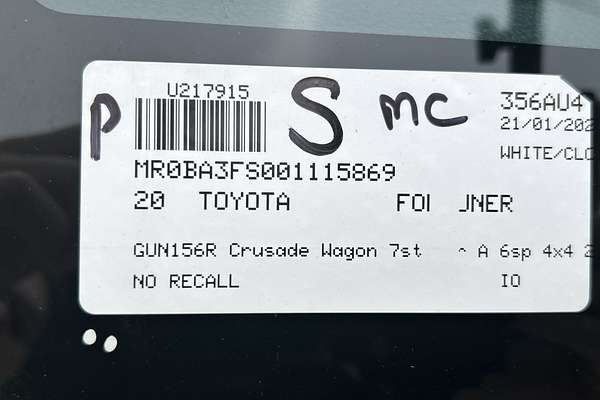 U217915
P S MC 356AU4
21/01/202
WHITE/CLO
MR0BA3FS001115869
20 TOYOTA FO JNER
GUN156R Crusade Wagon 7st A 6sp 4x4 2
NO RECALL IO